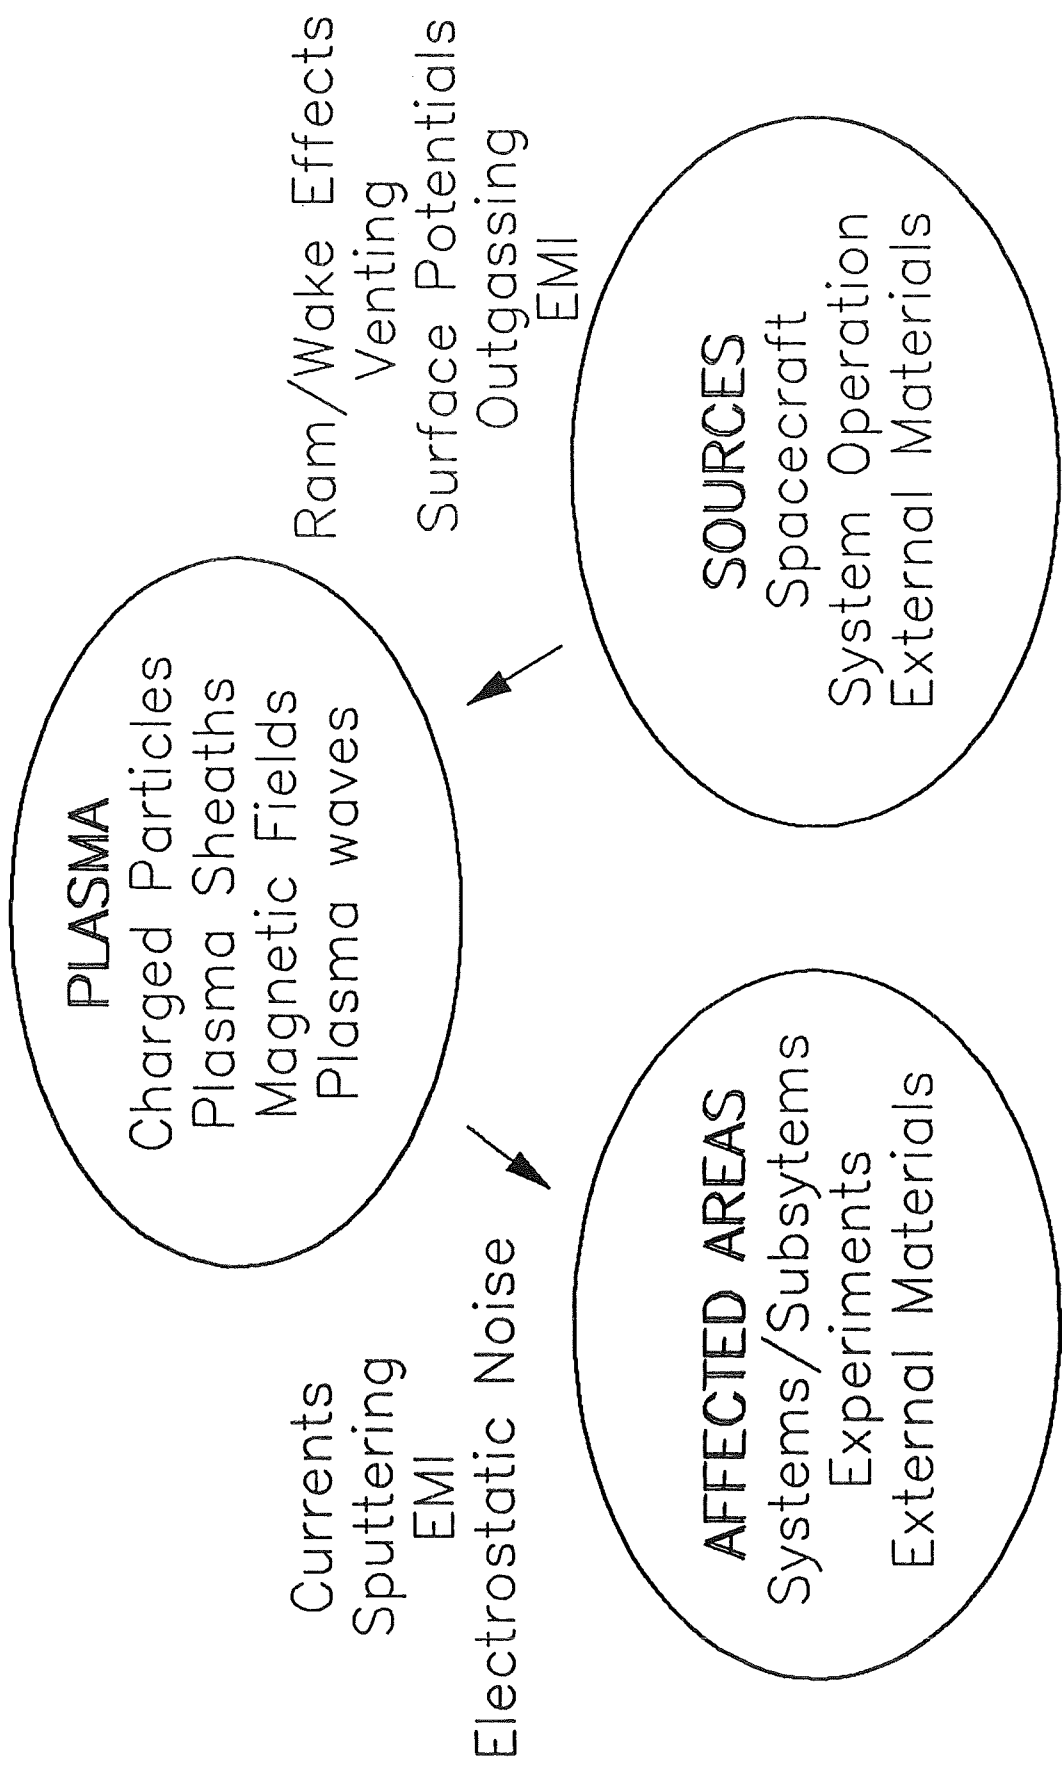 PLASMA
Charged Particles
Plasma Sheaths
Magnetic Fields
Plasma waves
Currents
Sputtering
EMI
Electrostatic Noise
Ram/Wake Effects
Venting
Surface Potentials
Outgassing
EMI
AFFECTED AREAS
Systems/Subsytems
Experiments
External Materials
SOURCES
Spacecraft
System Operation
External Materials